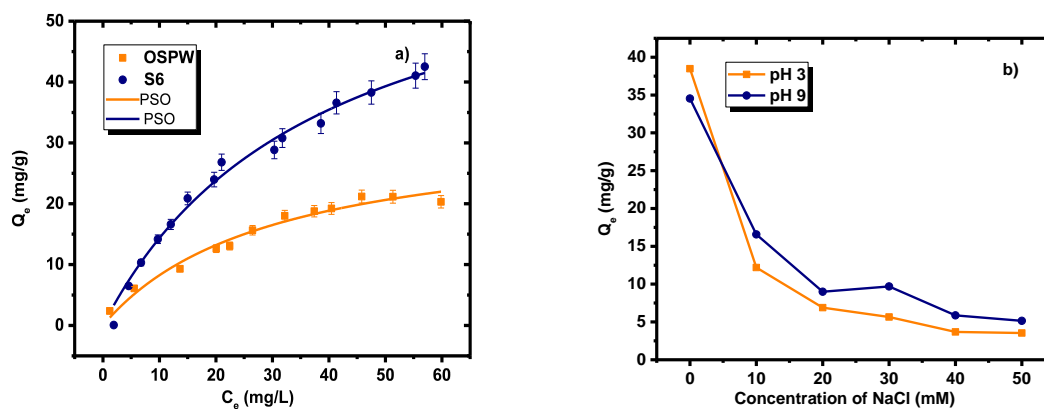 a)
OSPW
S6
PSO
PSO
50
40
30
20
10
0
Qe (mg/g)
0 10 20 30 40 50 60
Ce (mg/L)
b)
pH 3
pH 9
40
35
30
25
20
15
10
5
0
Qe (mg/g)
0 10 20 30 40 50
Concentration of NaCl (mM)